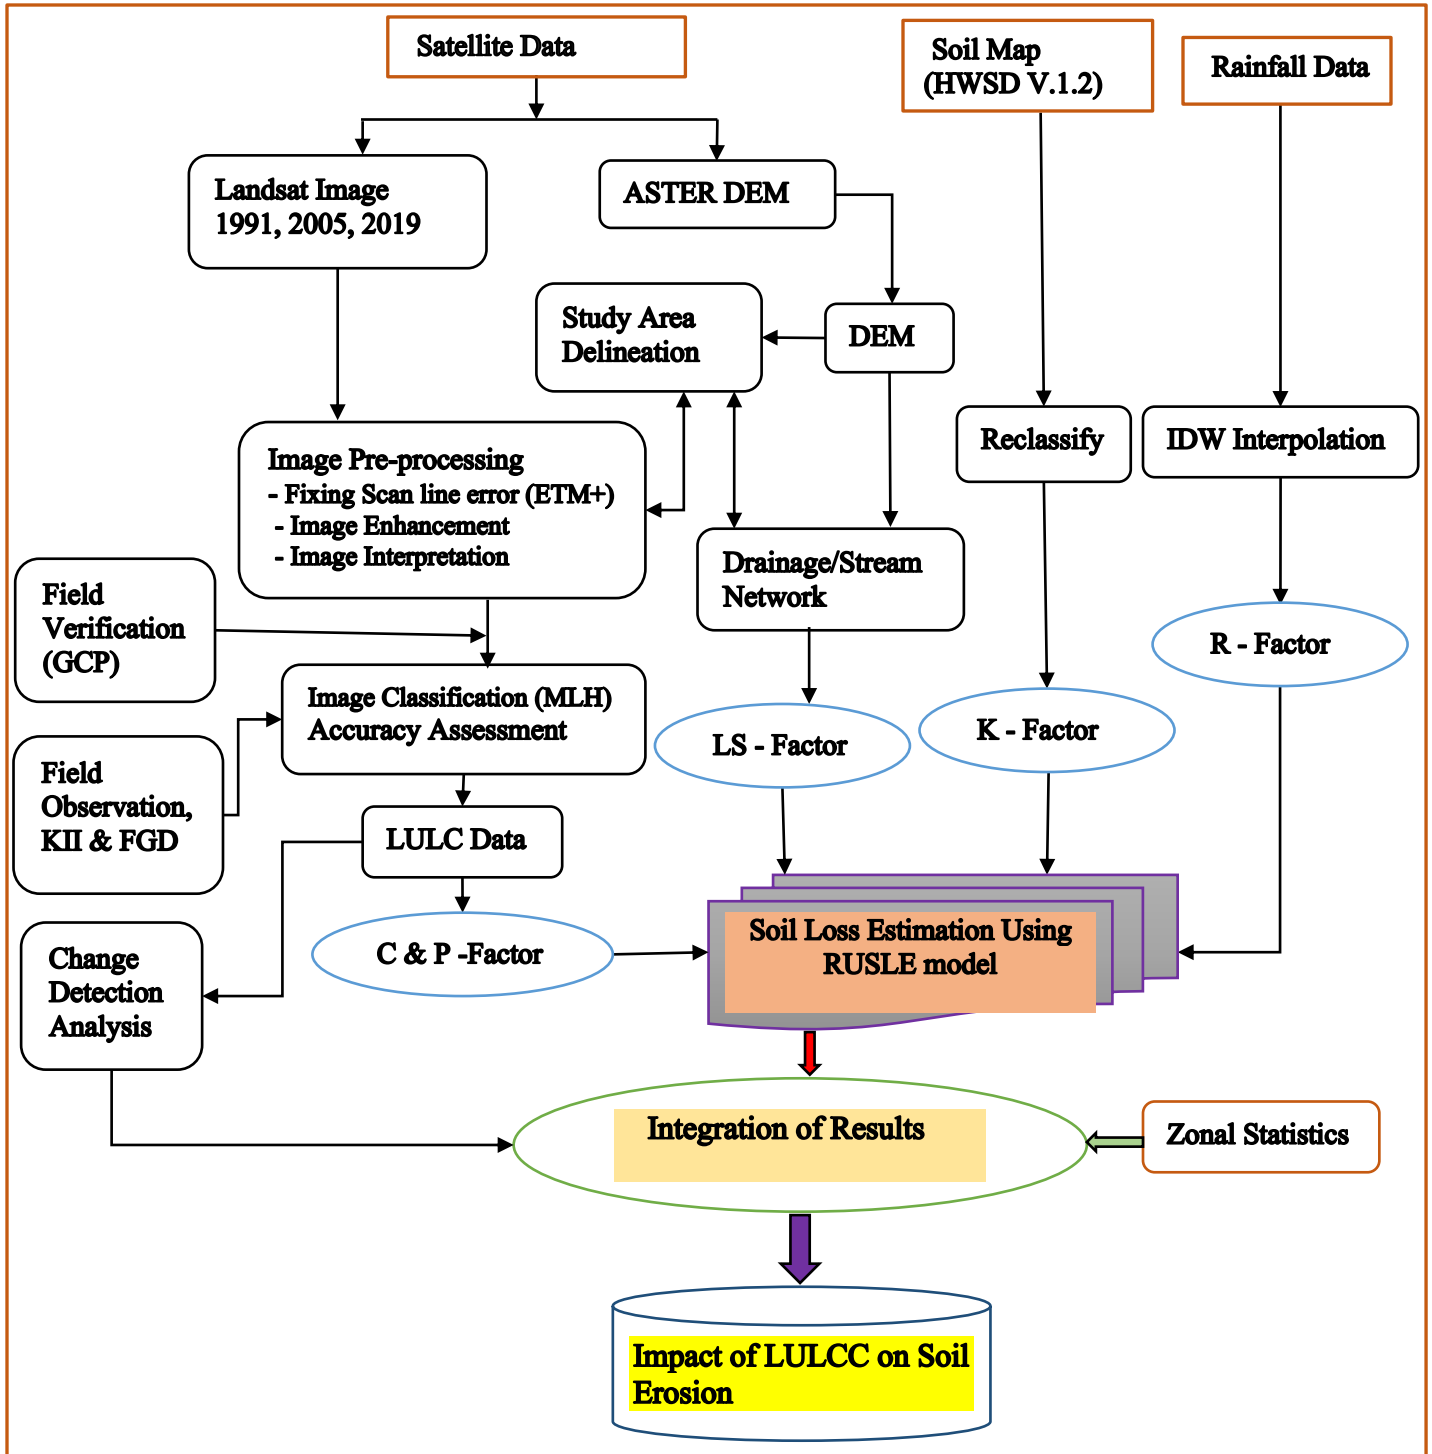 Satellite Data
Soil Map
(HWSD V.1.2)
Rainfall Data
Landsat Image
1991, 2005, 2019
ASTER DEM
Study Area
Delineation
DEM
Reclassify
IDW Interpolation
Image Pre-processing
- Fixing Scan line error (ETM+)
- Image Enhancement
- Image Interpretation
Drainage/Stream
Network
Field
Verification
(GCP)
R - Factor
Image Classification (MLH)
Accuracy Assessment
LS - Factor
K - Factor
Field
Observation,
KII & FGD
LULC Data
C & P -Factor
Soil Loss Estimation Using
RUSLE model
Change
Detection
Analysis
Integration of Results
Zonal Statistics
Impact of LULCC on Soil
Erosion